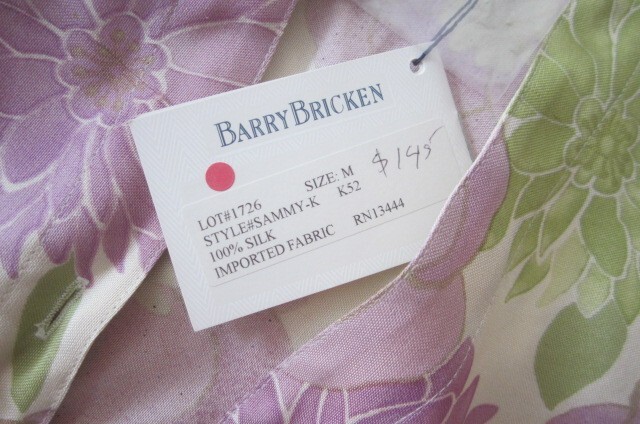 BARRYBRICKEN
$145
SIZE: M
LOT#1726
STYLE#SAMMY-K K52
100% SILK
IMPORTED FABRIC RN13444